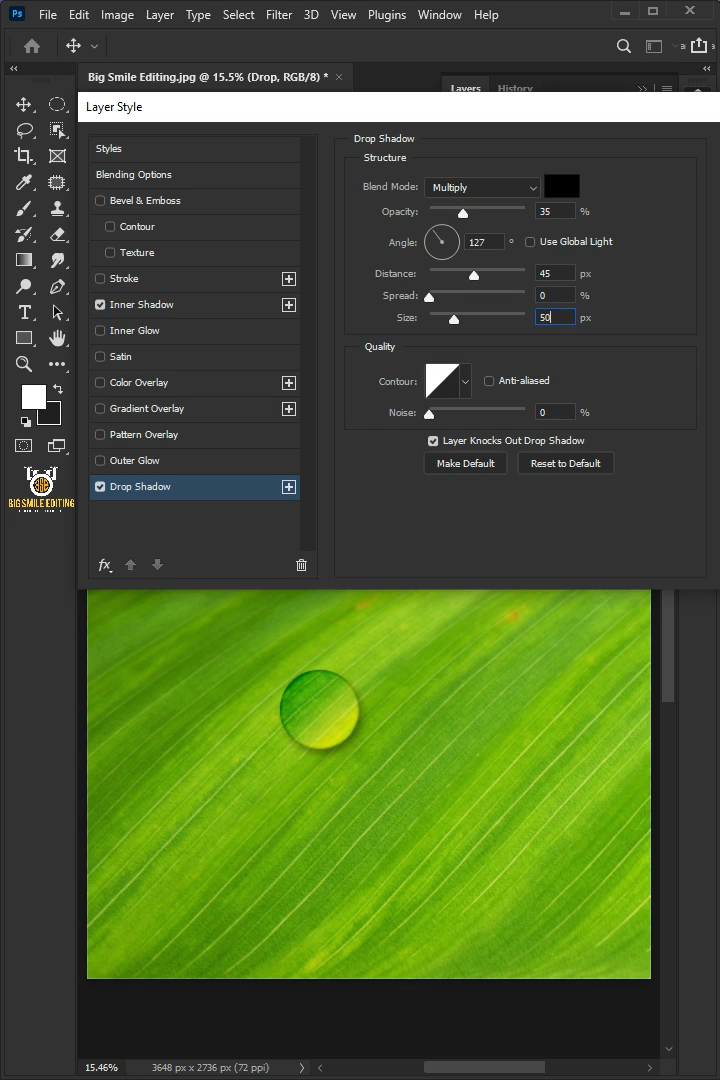 Ps File Edit Image Layer Type Select Filter 3D View Plugins Window Help
Big Smile Editing.jpg @ 15.5% (Drop, RGB/8) * ×
Layers History
Layer Style
Styles
Blending Options
Bevel & Emboss
Contour
Texture
Stroke
Inner Shadow
Inner Glow
Satin
Color Overlay
Gradient Overlay
Pattern Overlay
Outer Glow
Drop Shadow
fx
Drop Shadow
Structure
Blend Mode: Multiply
Opacity: 35 %
Angle: 127 ° Use Global Light
Distance: 45 px
Spread: 0 %
Size: 50 px
Quality
Contour: Anti-aliased
Noise: 0 %
Layer Knocks Out Drop Shadow
Make Default Reset to Default
BIG SMILE EDITING
15.46% 3648 px x 2736 px (72 ppi)